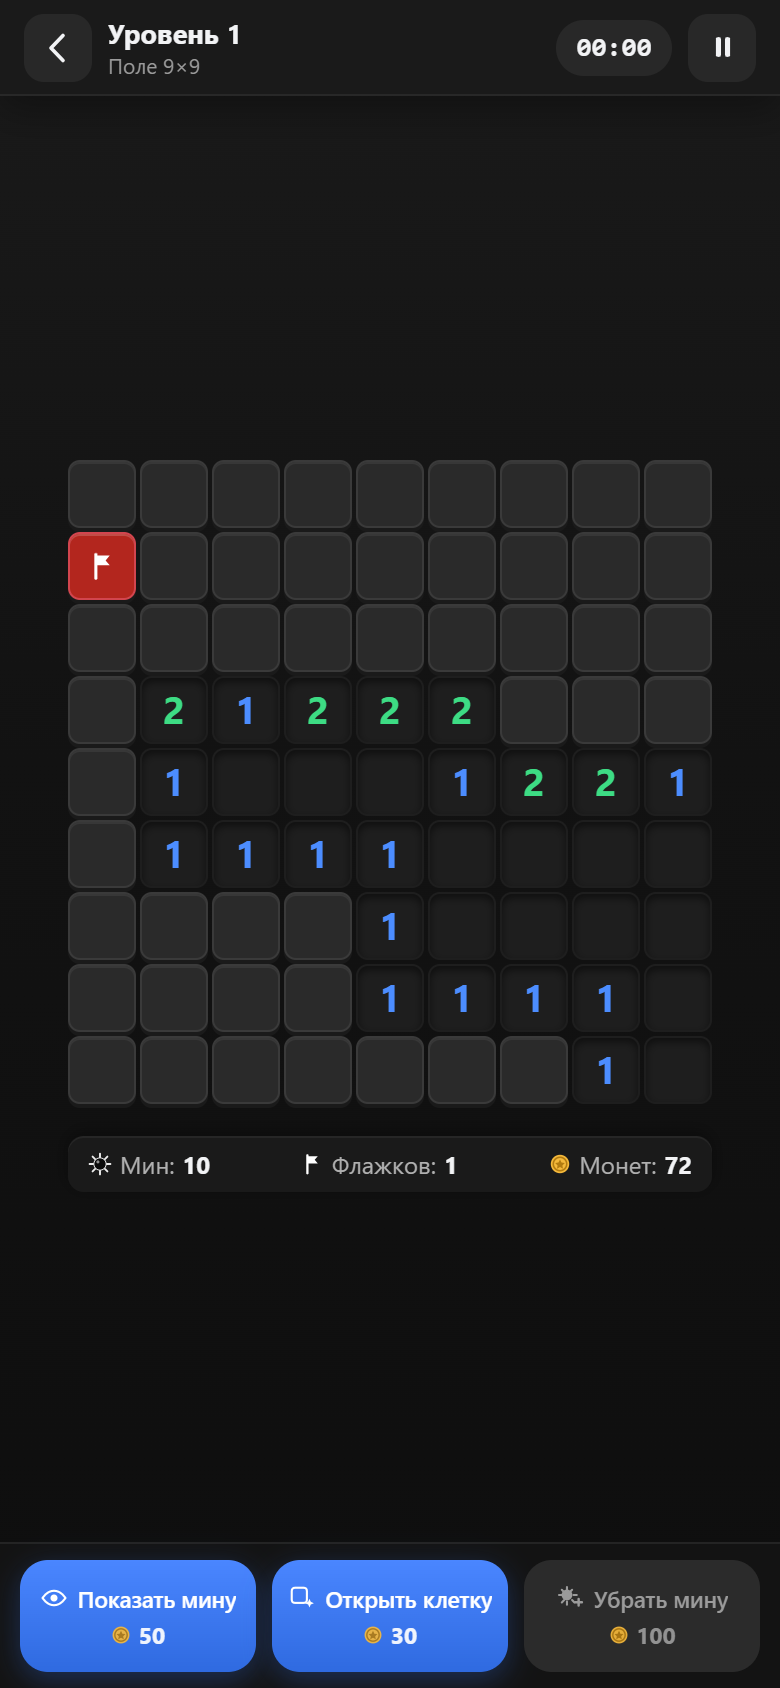 Уровень 1
Поле 9×9
00:00
2 1 2 2 2
1 1 2 2 1
1 1 1 1
1
1 1 1 1
1
Мин: 10 Флажков: 1 Монет: 72
Показать мину
50
Открыть клетку
30
Убрать мину
100